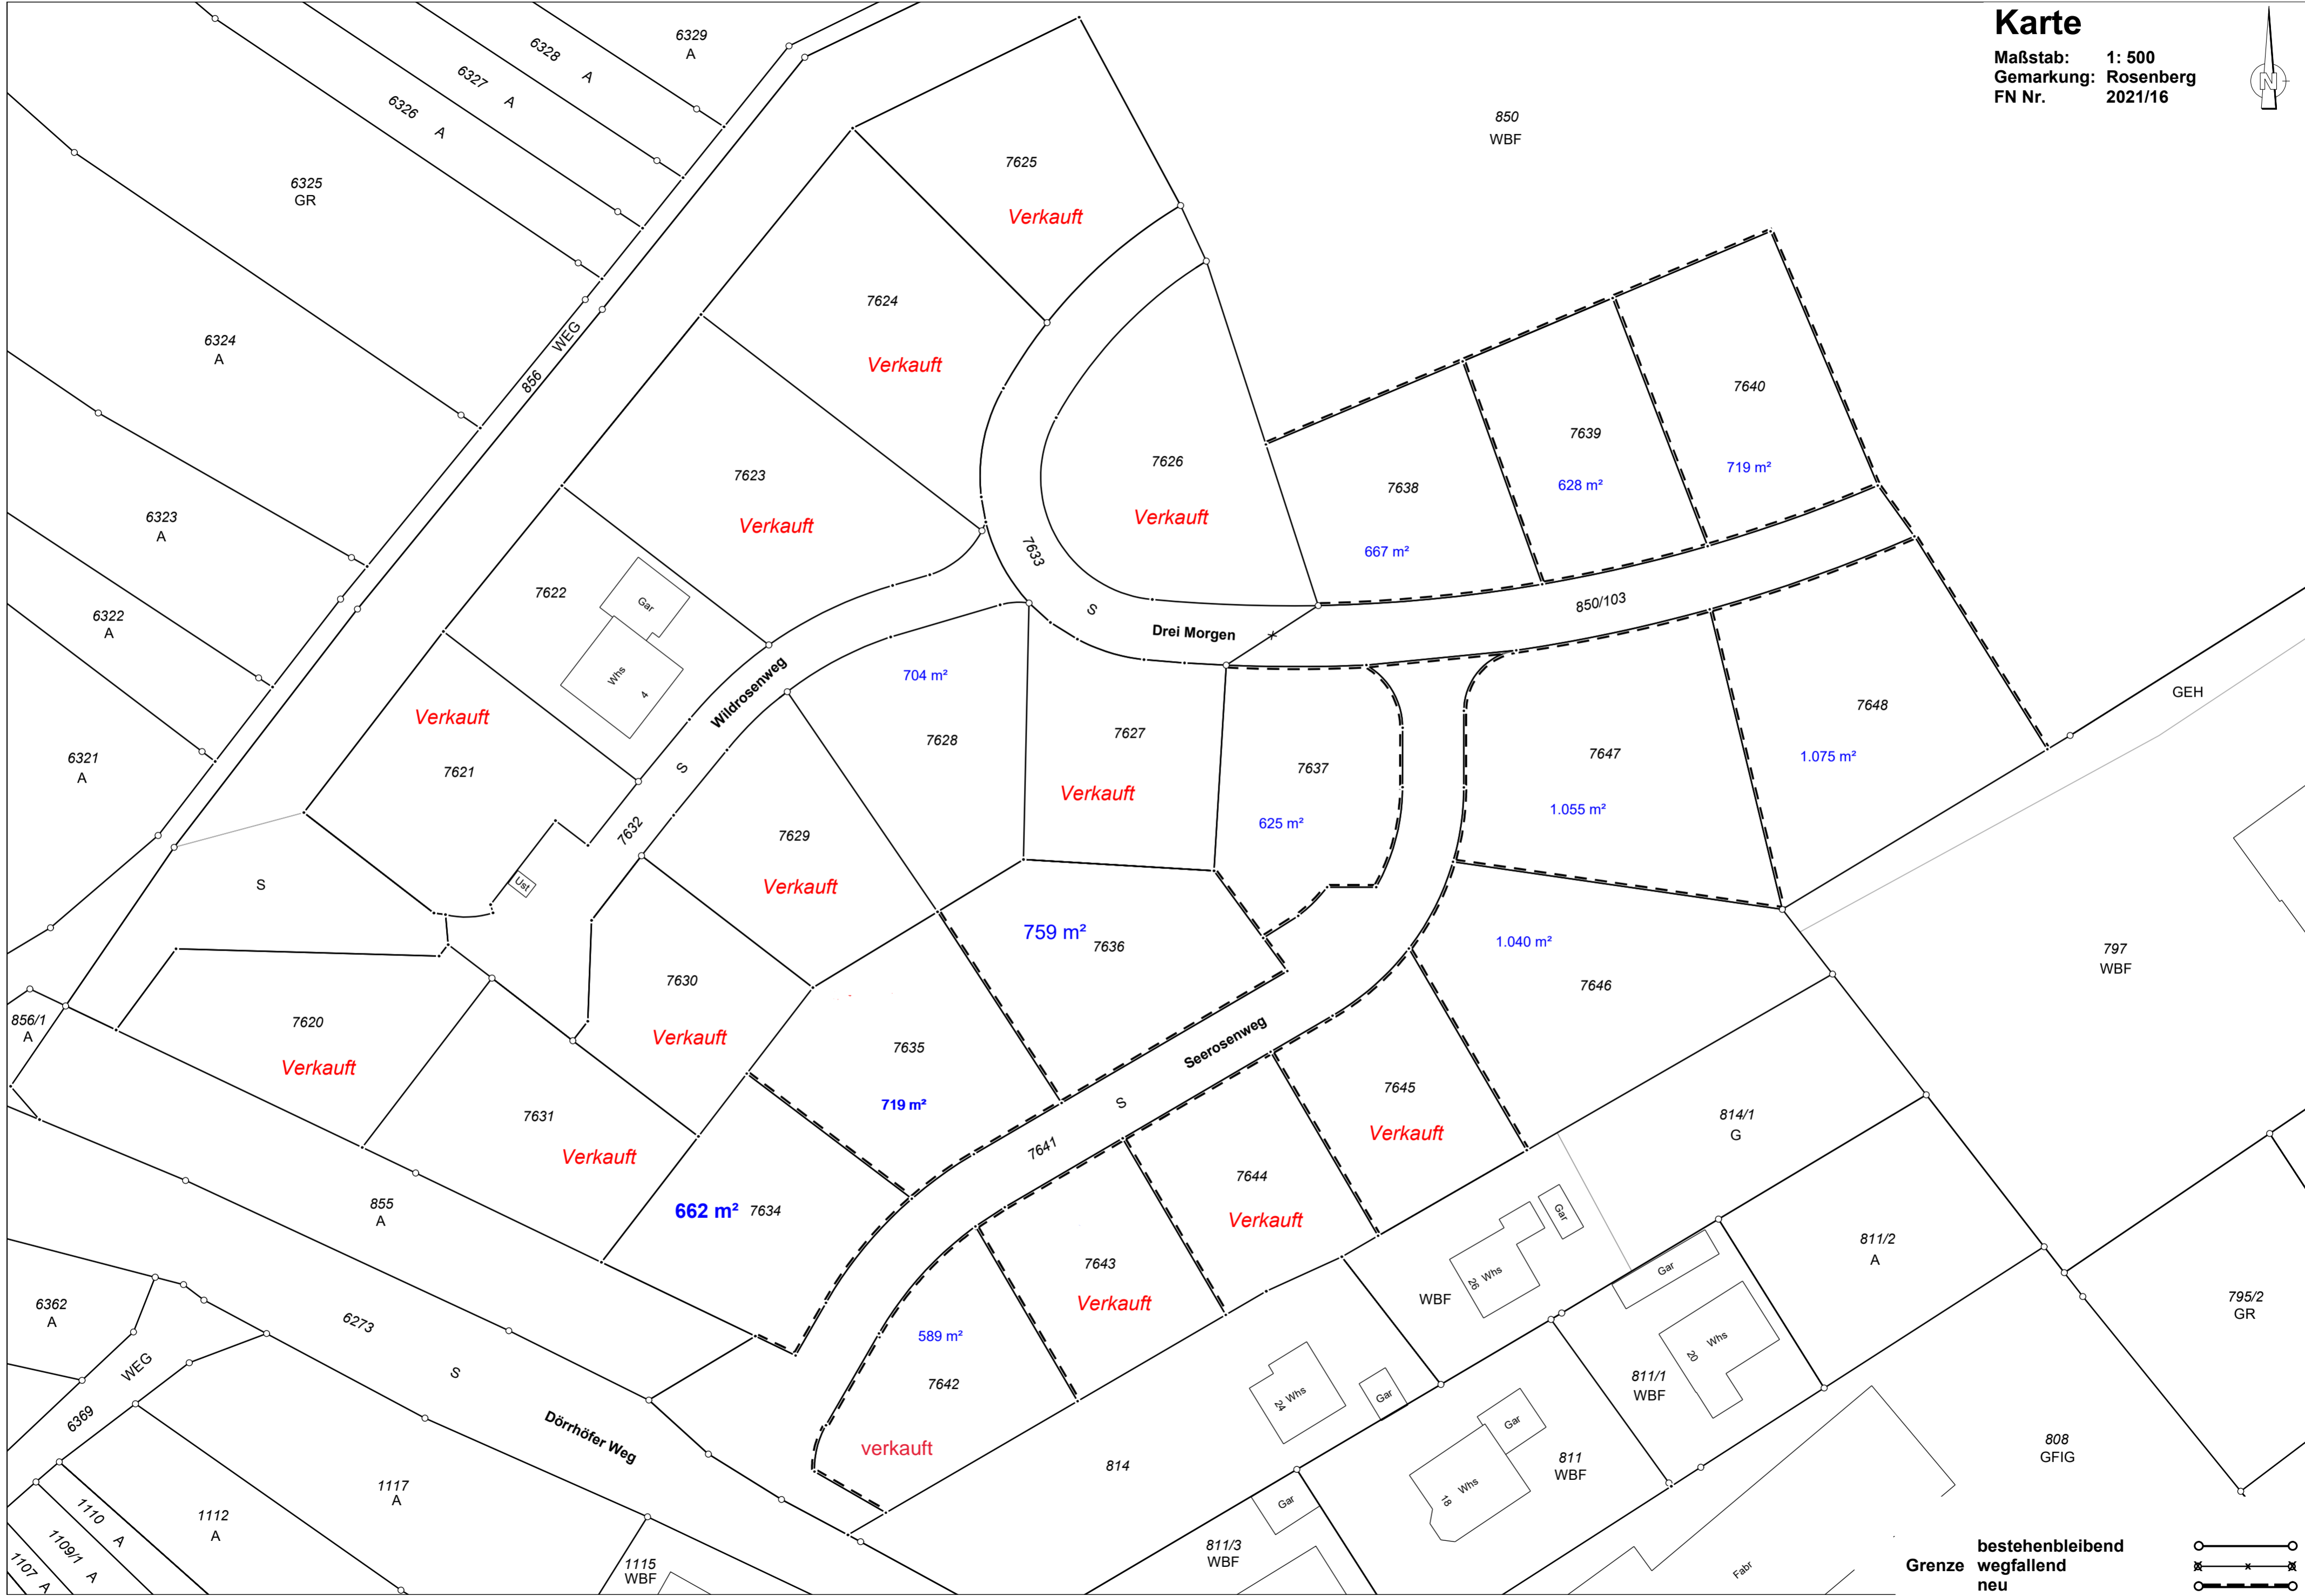 Karte
Maßstab: 1: 500
Gemarkung: Rosenberg
FN Nr. 2021/16
N
6329
A
6328 A
6327 A
6326 A
6325
GR
6324
A
6323
A
6322
A
6321
A
856 WEG
850
WBF
7625
Verkauft
7624
Verkauft
7623
Verkauft
7626
Verkauft
7640
719 m²
7639
628 m²
7638
667 m²
7633
S
Drei Morgen
850/103
7622
Gar
Whs
4
Verkauft
7621
Wildrosenweg
S
7632
Ust
704 m²
7628
7627
Verkauft
7637
625 m²
7647
1.055 m²
7648
1.075 m²
GEH
7629
Verkauft
S
759 m²
7636
1.040 m²
7646
797
WBF
7630
Verkauft
7620
Verkauft
856/1
A
7635
719 m²
7631
Verkauft
662 m² 7634
Seerosenweg
S
7641
7645
Verkauft
7644
Verkauft
7643
Verkauft
589 m²
7642
verkauft
814/1
G
855
A
6362
A
6273
S
WEG
6369
Dörrhöfer Weg
1117
A
1112
A
1110 A
1109/1 A
1107 A
1115
WBF
814
WBF
26 Whs
Gar
24 Whs
Gar
Gar
20 Whs
811/1
WBF
811/2
A
795/2
GR
811
WBF
Gar
18 Whs
808
GFIG
811/3
WBF
Gar
Fabr
bestehenbleibend
Grenze wegfallend
neu